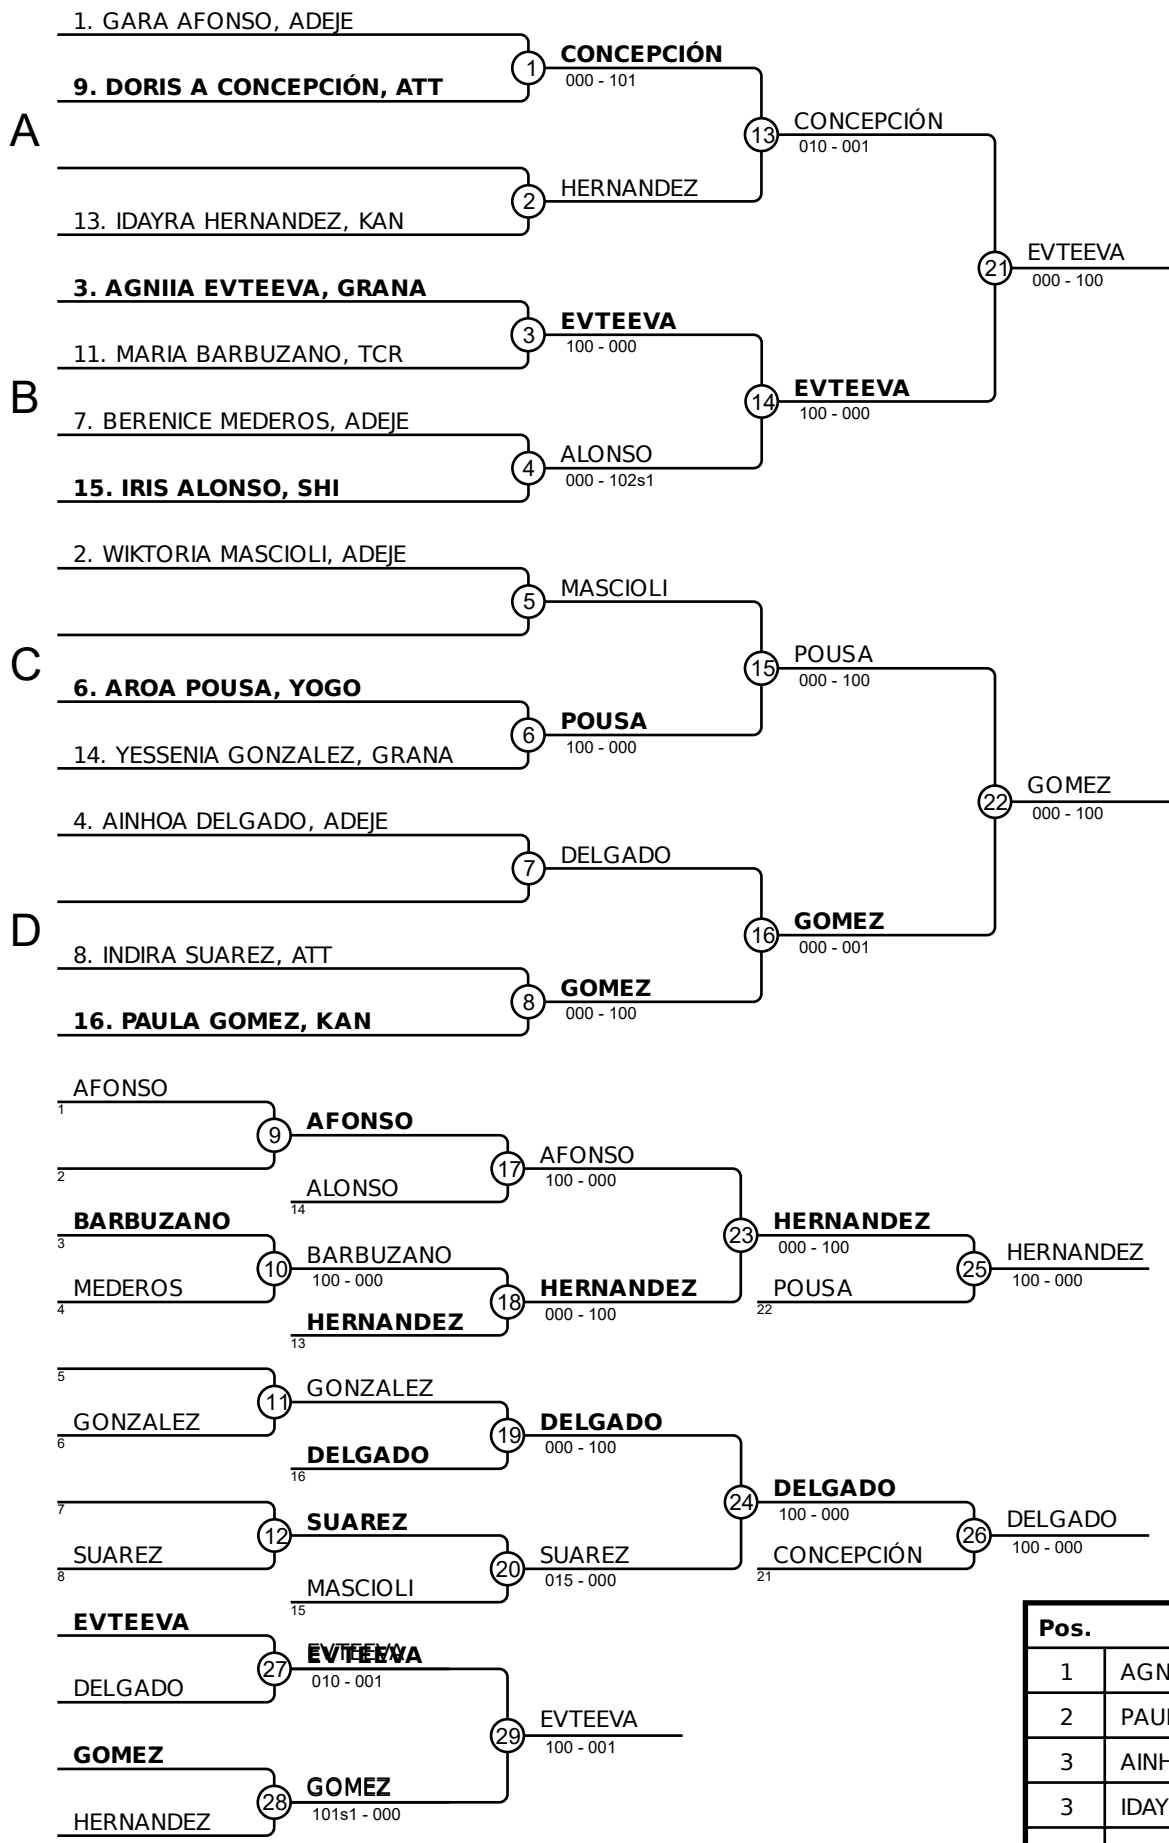 1. GARA AFONSO, ADEJE
9. DORIS A CONCEPCIÓN, ATT
1
CONCEPCIÓN
000 - 101
A
13. IDAYRA HERNANDEZ, KAN
2
HERNANDEZ
13
CONCEPCIÓN
010 - 001
3. AGNIIA EVTEEVA, GRANA
11. MARIA BARBUZANO, TCR
3
EVTEEVA
100 - 000
21
EVTEEVA
000 - 100
B
7. BERENICE MEDEROS, ADEJE
15. IRIS ALONSO, SHI
4
ALONSO
000 - 102s1
14
EVTEEVA
100 - 000
2. WIKTORIA MASCIOLI, ADEJE
5
MASCIOLI
C
6. AROA POUSA, YOGO
14. YESSENIA GONZALEZ, GRANA
6
POUSA
100 - 000
15
POUSA
000 - 100
4. AINHOA DELGADO, ADEJE
7
DELGADO
22
GOMEZ
000 - 100
D
8. INDIRA SUAREZ, ATT
16. PAULA GOMEZ, KAN
8
GOMEZ
000 - 100
16
GOMEZ
000 - 001
AFONSO
1
2
9
AFONSO
ALONSO
14
17
AFONSO
100 - 000
BARBUZANO
3
MEDEROS
4
10
BARBUZANO
100 - 000
HERNANDEZ
13
18
HERNANDEZ
000 - 100
23
HERNANDEZ
000 - 100
POUSA
22
25
HERNANDEZ
100 - 000
5
GONZALEZ
6
11
GONZALEZ
DELGADO
16
19
DELGADO
000 - 100
7
SUAREZ
8
12
SUAREZ
MASCIOLI
15
20
SUAREZ
015 - 000
24
DELGADO
100 - 000
CONCEPCIÓN
21
26
DELGADO
100 - 000
EVTEEVA
DELGADO
27
EVTEEVA
EVTEEVA
010 - 001
GOMEZ
HERNANDEZ
28
GOMEZ
101s1 - 000
29
EVTEEVA
100 - 001
Pos.
1 AGN
2 PAU
3 AINH
3 IDAY